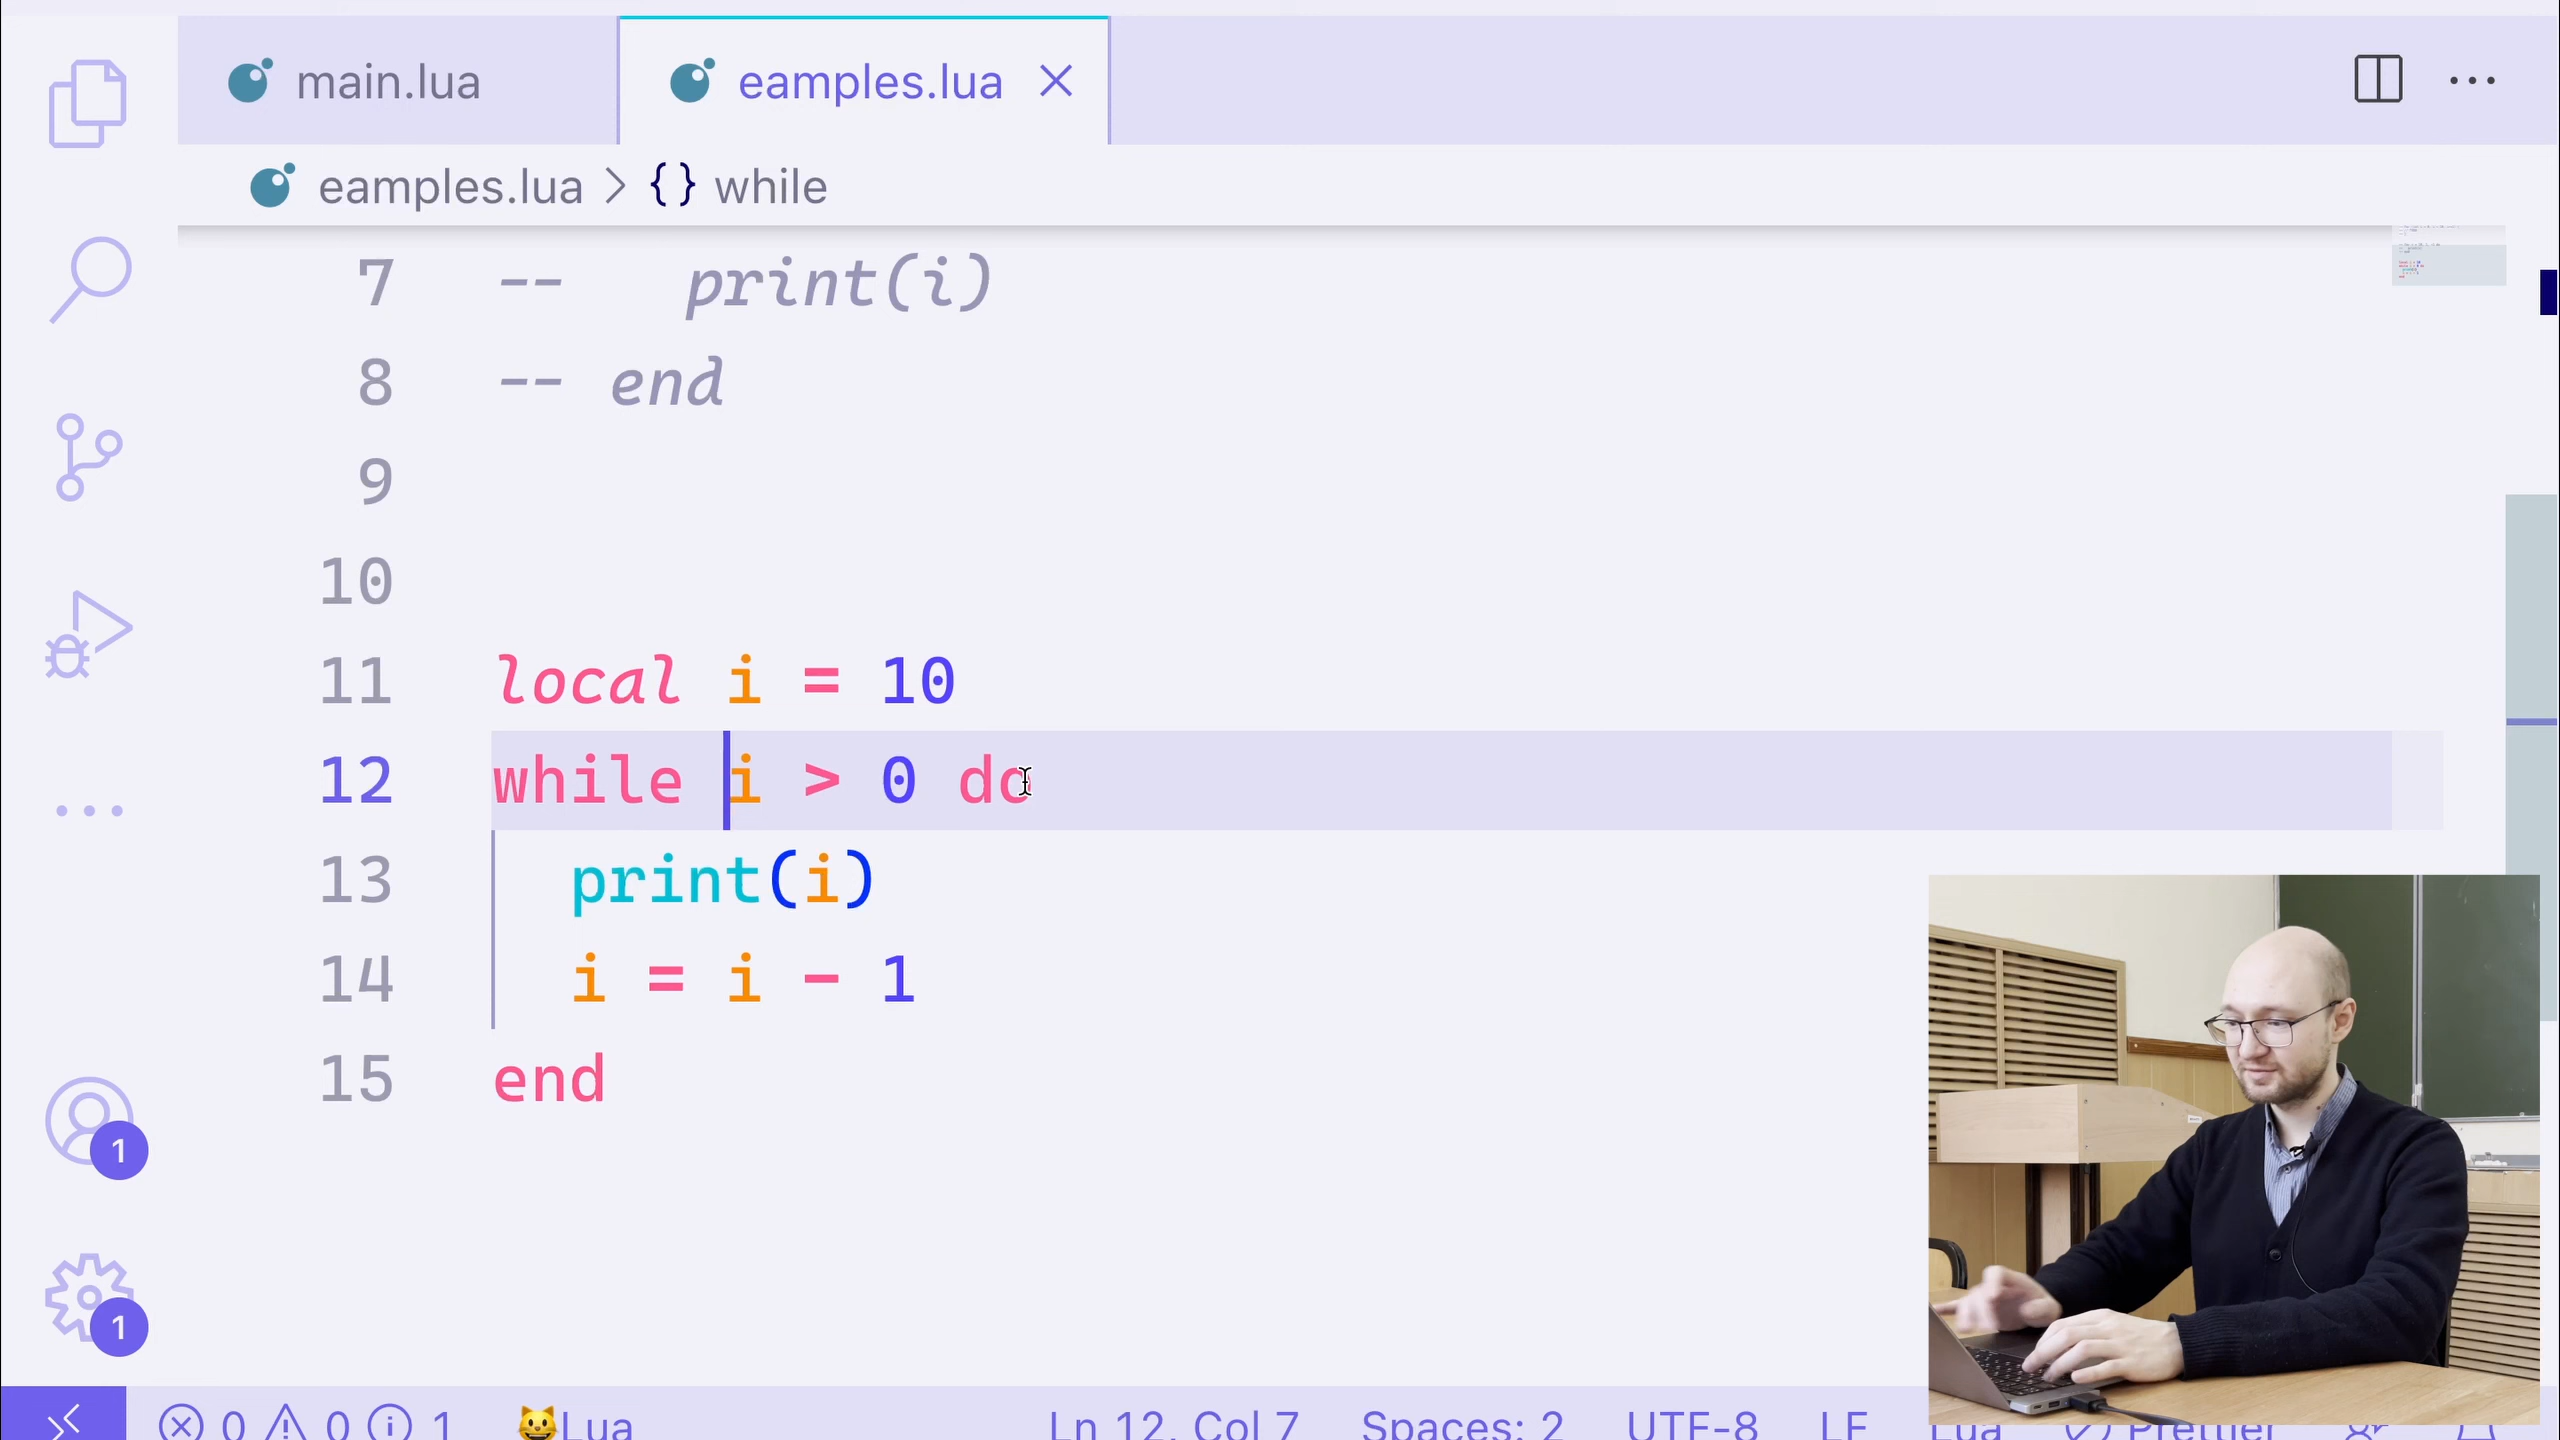 main.lua
eamples.lua
eamples.lua > {} while
7 -- print(i)
8 -- end
9
10
11 local i = 10
12 while i > 0 do
13 print(i)
14 i = i - 1
15 end
1
1
0 0 1 Lua Ln 12, Col 7 Spaces: 2 UTF-8 LF Lua Prettier